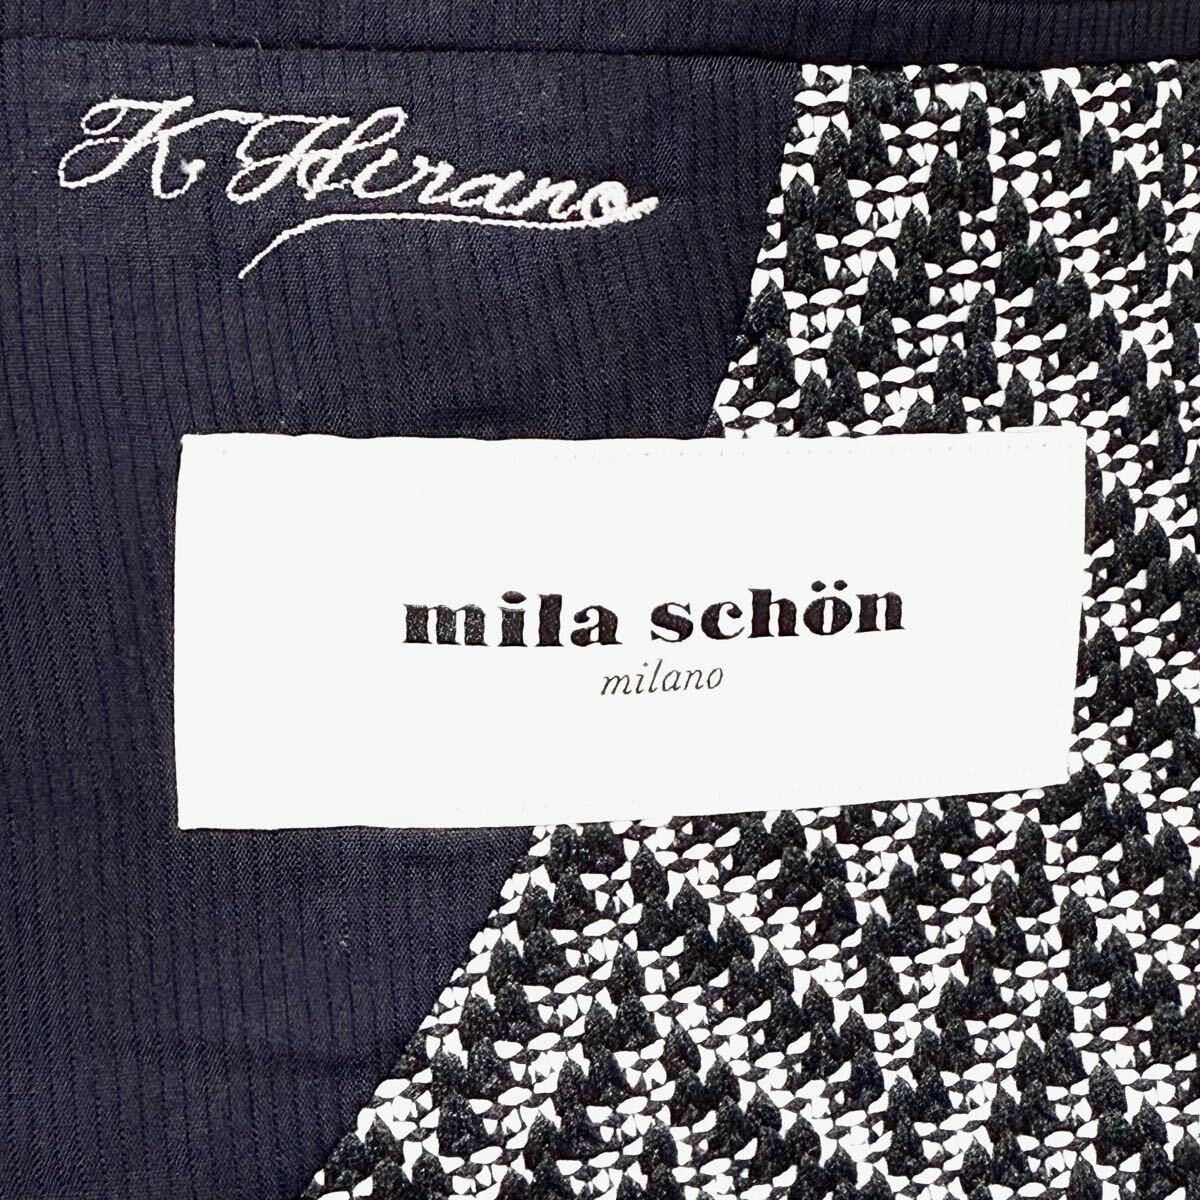 K. Hirano
mila schön
milano